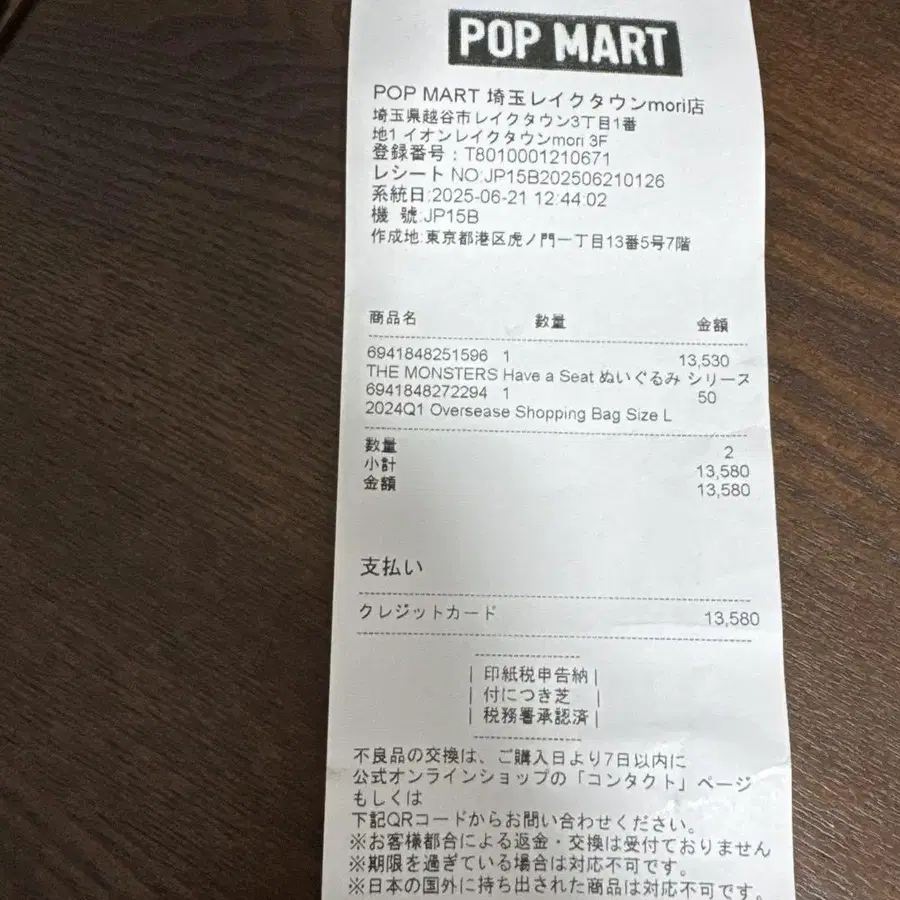 POP MART
POP MART 埼玉レイクタウンmori店
埼玉県越谷市レイクタウン3丁目1番
地1 イオンレイクタウンmori 3F
登録番号：T8010001210671
レシート NO:JP15B202506210126
系統日:2025-06-21 12:44:02
機 號:JP15B
作成地:東京都港区虎ノ門一丁目13番5号7階
商品名 数量 金額
6941848251596 1 13,530
THE MONSTERS Have a Seat ぬいぐるみ シリーズ
6941848272294 1 50
2024Q1 Oversease Shopping Bag Size L
数量 2
小計 13,580
金額 13,580
支払い
クレジットカード 13,580
印紙税申告納
付につき芝
税務署承認済
不良品の交換は、ご購入日より7日以内に
公式オンラインショップの「コンタクト」ページ
もしくは
下記QRコードからお問い合わせください。
※お客様都合による返金・交換は受付ておりません
※期限を過ぎている場合は対応不可です。
※日本の国外に持ち出された商品は対応不可です。